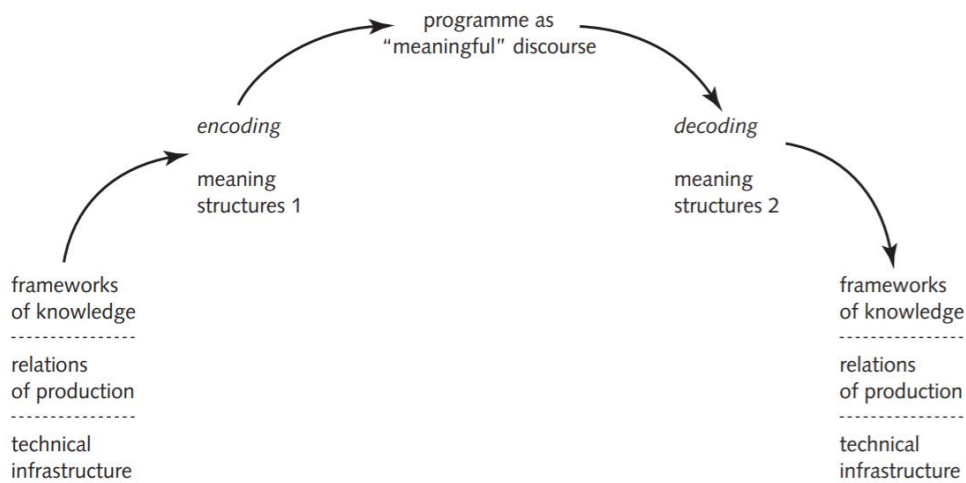 programme as
“meaningful” discourse
encoding
meaning
structures 1
decoding
meaning
structures 2
frameworks
of knowledge
relations
of production
technical
infrastructure
frameworks
of knowledge
relations
of production
technical
infrastructure